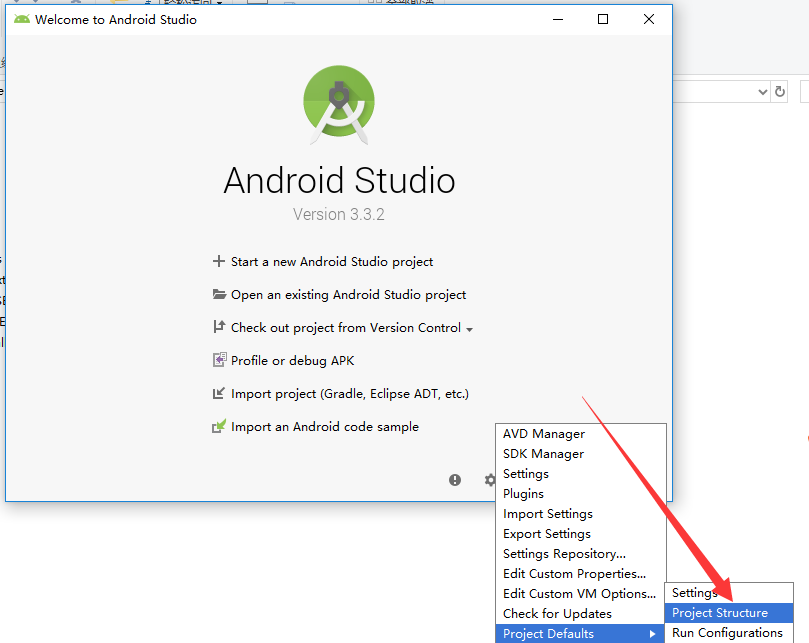 Welcome to Android Studio
Android Studio
Version 3.3.2
Start a new Android Studio project
Open an existing Android Studio project
Check out project from Version Control
Profile or debug APK
Import project (Gradle, Eclipse ADT, etc.)
Import an Android code sample
AVD Manager
SDK Manager
Settings
Plugins
Import Settings
Export Settings
Settings Repository...
Edit Custom Properties...
Edit Custom VM Options...
Check for Updates
Project Defaults
Settings
Project Structure
Run Configurations